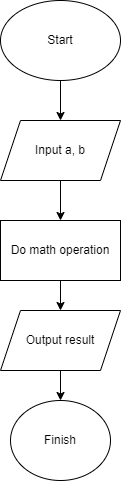 Start
Input a, b
Do math operation
Output result
Finish